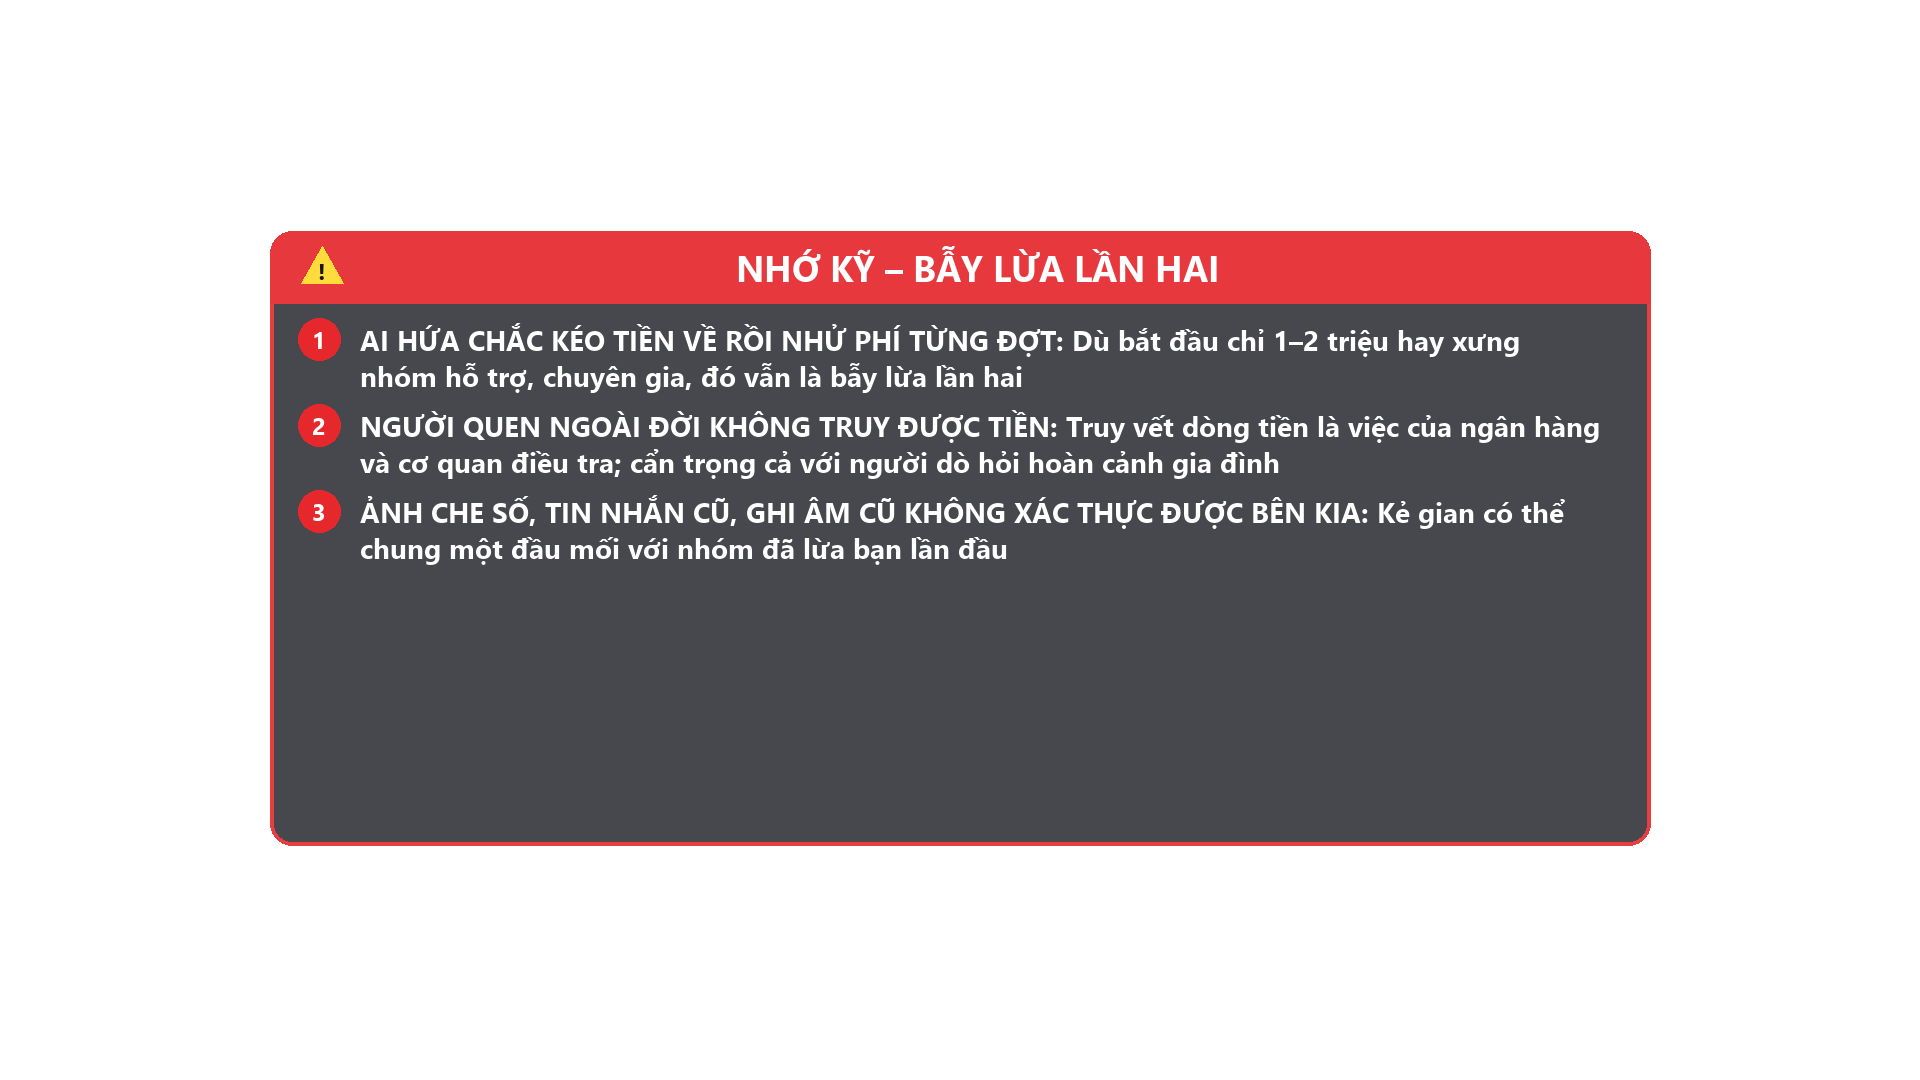 !
NHỚ KỸ – BẪY LỪA LẦN HAI
1 AI HỨA CHẮC KÉO TIỀN VỀ RỒI NHỬ PHÍ TỪNG ĐỢT: Dù bắt đầu chỉ 1–2 triệu hay xưng
nhóm hỗ trợ, chuyên gia, đó vẫn là bẫy lừa lần hai
2 NGƯỜI QUEN NGOÀI ĐỜI KHÔNG TRUY ĐƯỢC TIỀN: Truy vết dòng tiền là việc của ngân hàng
và cơ quan điều tra; cẩn trọng cả với người dò hỏi hoàn cảnh gia đình
3 ẢNH CHE SỐ, TIN NHẮN CŨ, GHI ÂM CŨ KHÔNG XÁC THỰC ĐƯỢC BÊN KIA: Kẻ gian có thể
chung một đầu mối với nhóm đã lừa bạn lần đầu